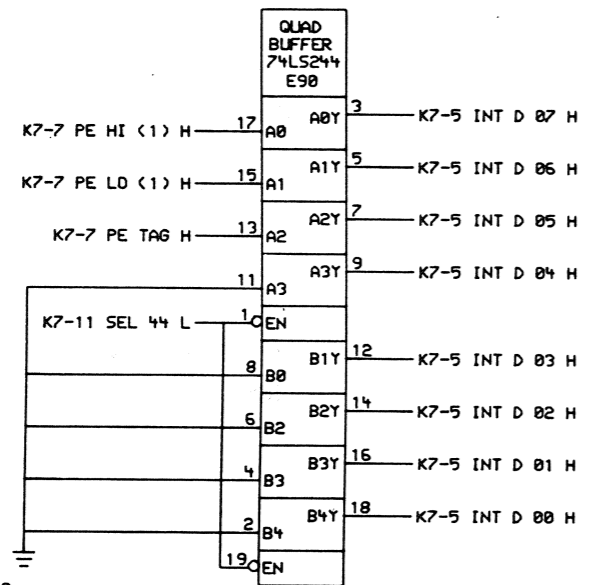 QUAD
BUFFER
74LS244
E90
3
A0Y K7-5 INT D 07 H
K7-7 PE HI (1) H 17 A0
5
A1Y K7-5 INT D 06 H
K7-7 PE LO (1) H 15 A1
7
A2Y K7-5 INT D 05 H
K7-7 PE TAG H 13 A2
9
A3Y K7-5 INT D 04 H
11 A3
K7-11 SEL 44 L 1 EN
12
B1Y K7-5 INT D 03 H
8 B0
14
B2Y K7-5 INT D 02 H
6 B2
16
B3Y K7-5 INT D 01 H
4 B3
18
B4Y K7-5 INT D 00 H
2 B4
19 EN